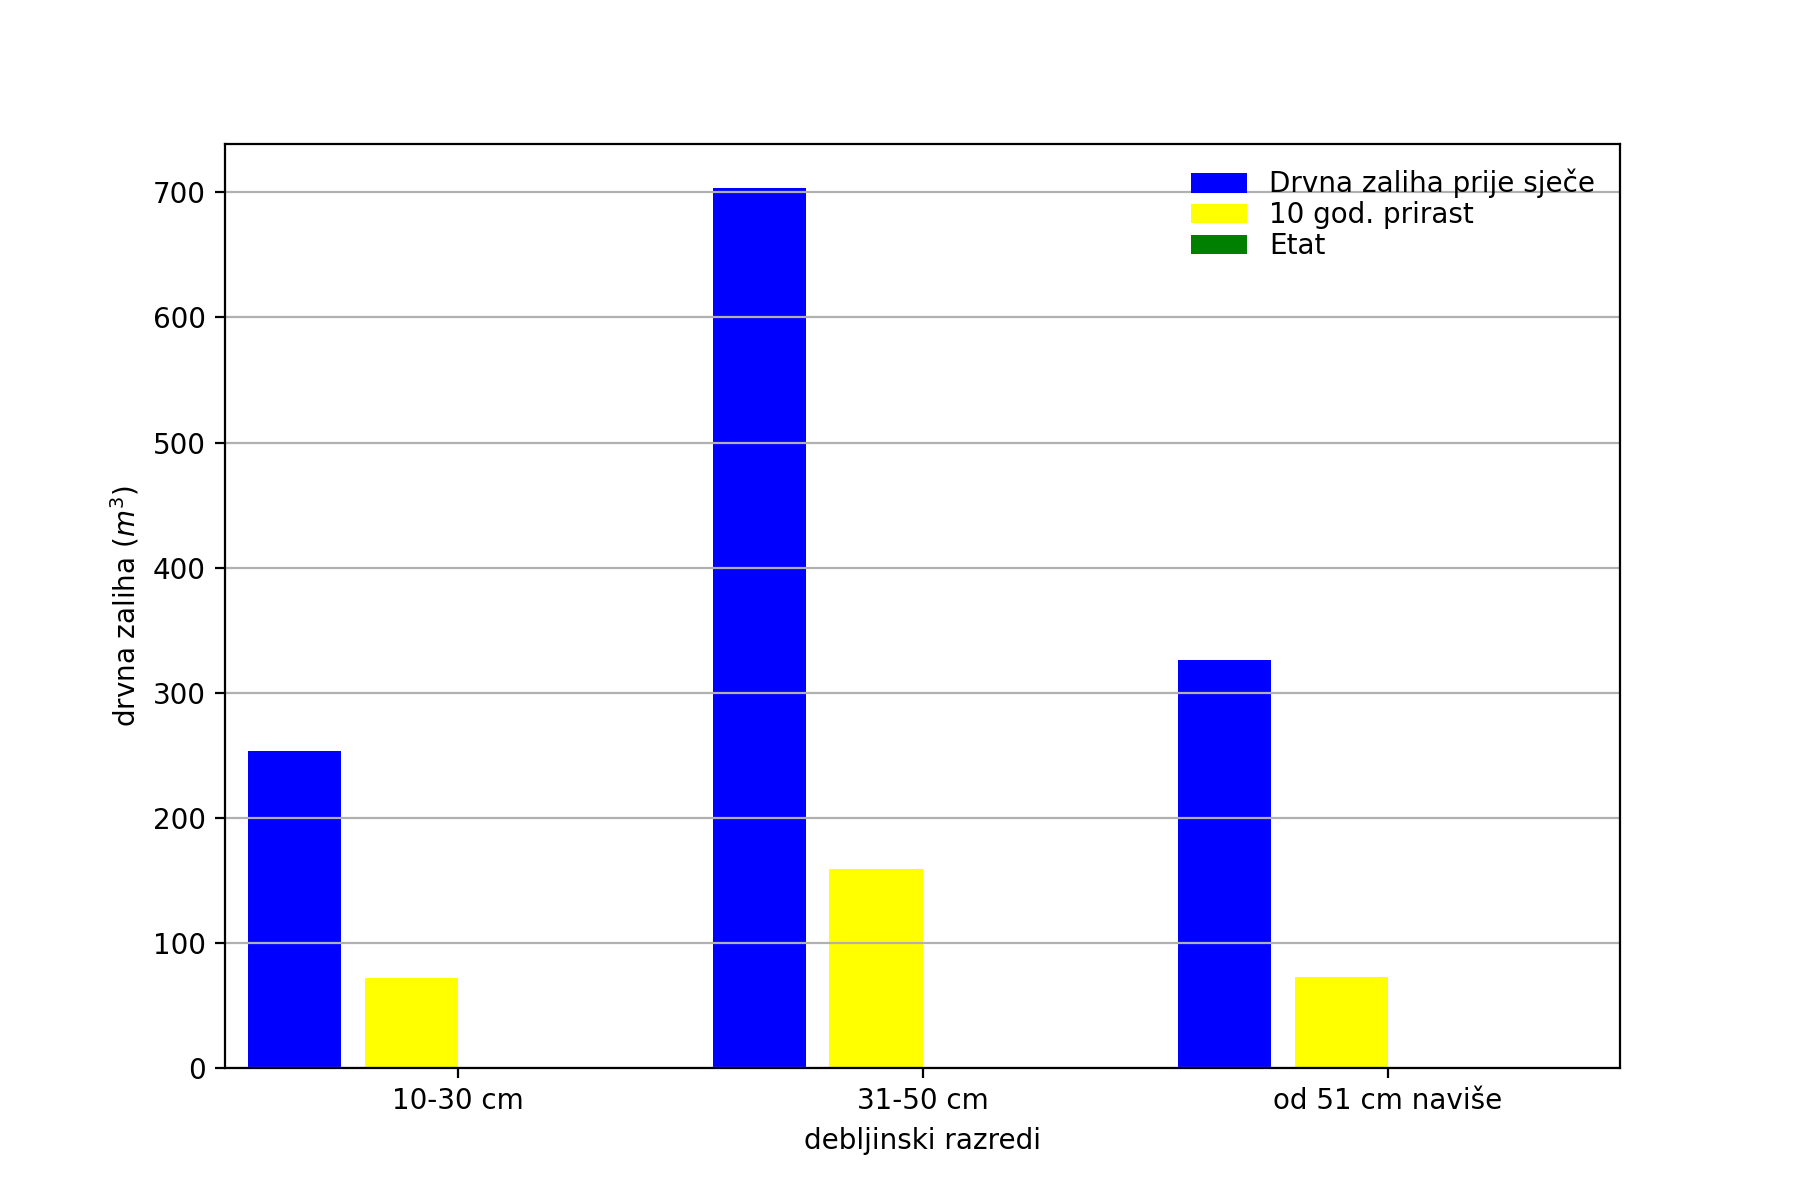 Drvna zaliha prije sječe
10 god. prirast
Etat
700
600
500
400
300
200
100
0
drvna zaliha (m³)
10-30 cm
31-50 cm
od 51 cm naviše
debljinski razredi